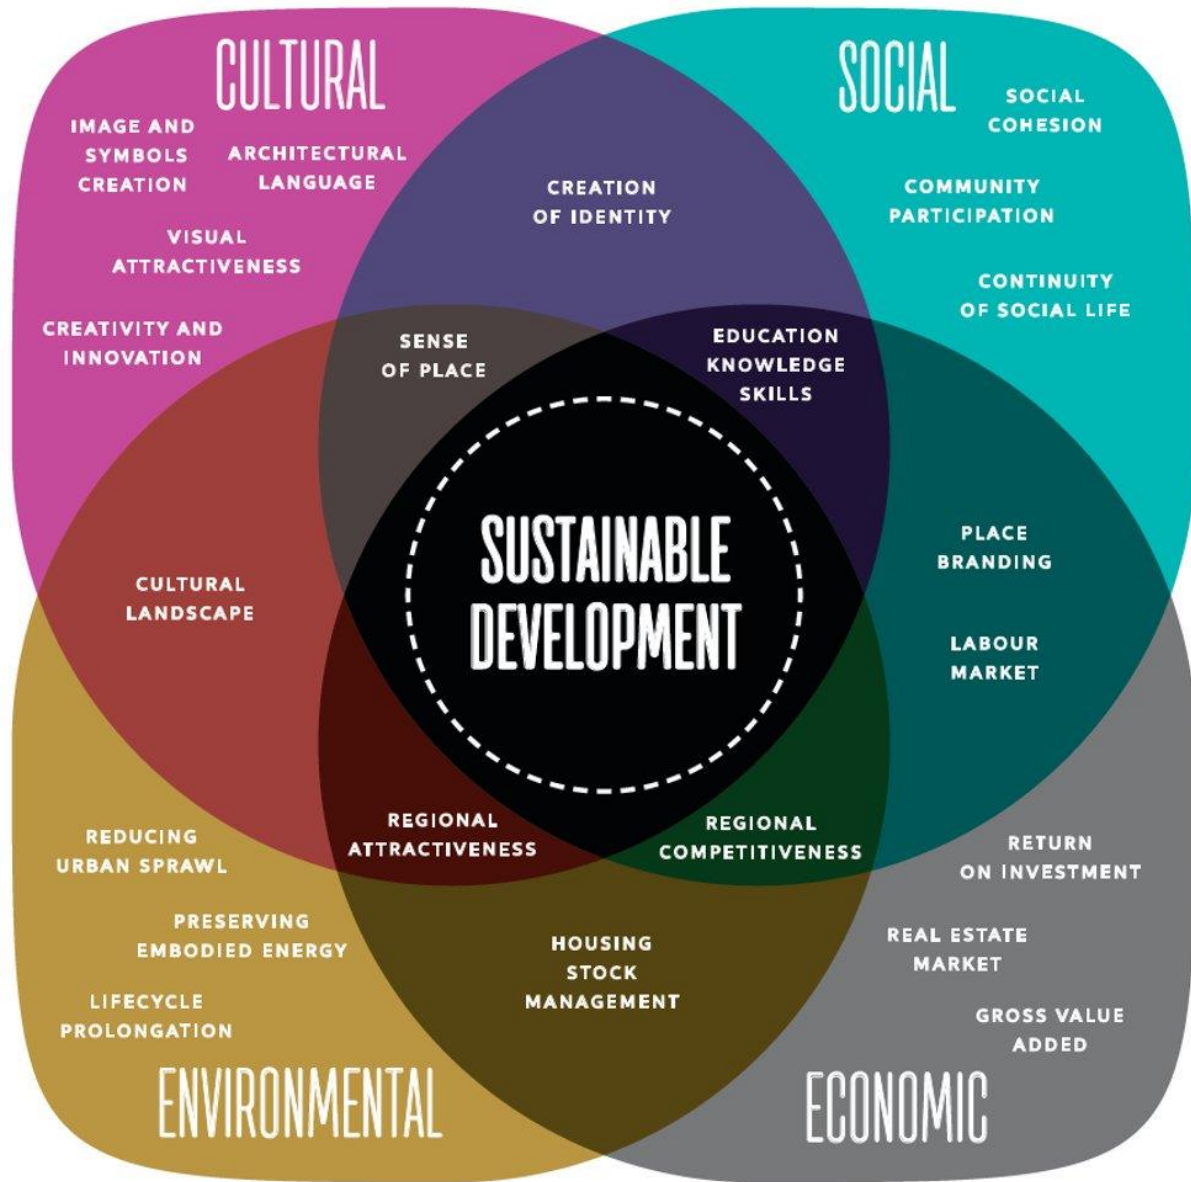 CULTURAL
IMAGE AND
SYMBOLS
CREATION
ARCHITECTURAL
LANGUAGE
VISUAL
ATTRACTIVENESS
CREATIVITY AND
INNOVATION
CREATION
OF IDENTITY
SOCIAL
SOCIAL
COHESION
COMMUNITY
PARTICIPATION
CONTINUITY
OF SOCIAL LIFE
SENSE
OF PLACE
EDUCATION
KNOWLEDGE
SKILLS
CULTURAL
LANDSCAPE
SUSTAINABLE
DEVELOPMENT
PLACE
BRANDING
LABOUR
MARKET
REGIONAL
ATTRACTIVENESS
REGIONAL
COMPETITIVENESS
REDUCING
URBAN SPRAWL
PRESERVING
EMBODIED ENERGY
LIFECYCLE
PROLONGATION
ENVIRONMENTAL
HOUSING
STOCK
MANAGEMENT
RETURN
ON INVESTMENT
REAL ESTATE
MARKET
GROSS VALUE
ADDED
ECONOMIC